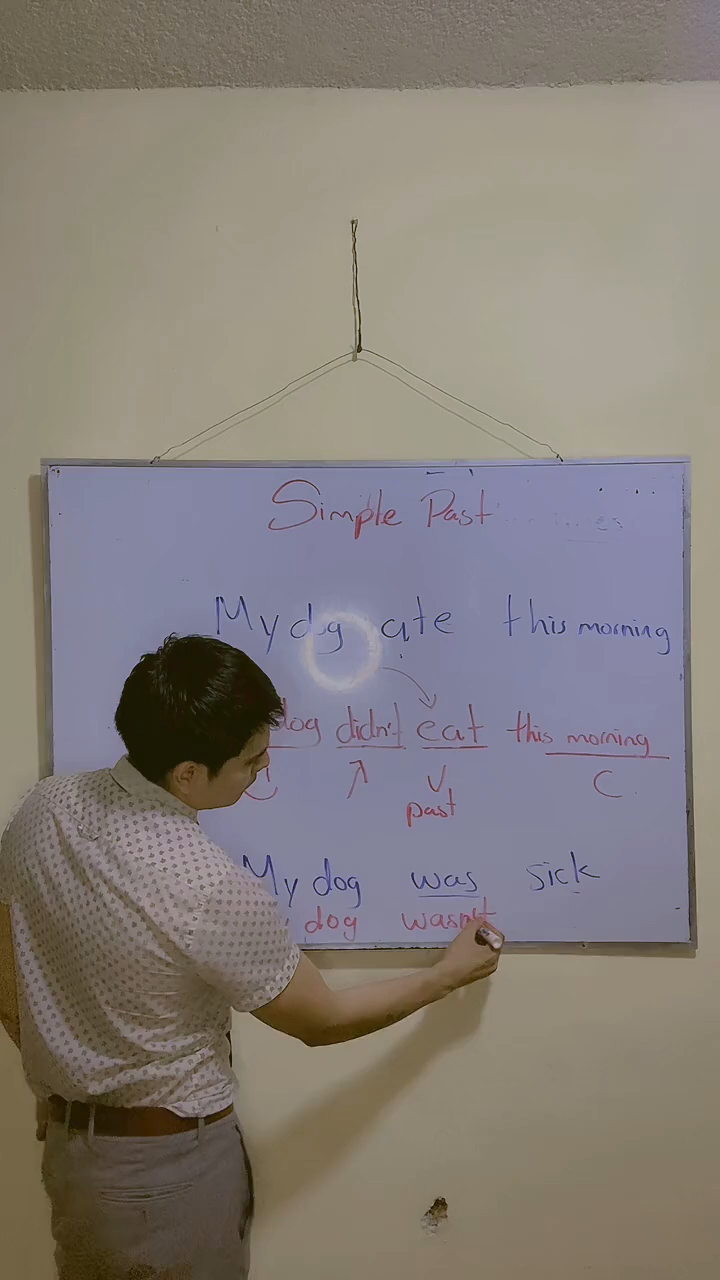 Simple Past
My dog ate this morning
dog didn't eat this morning
C
past
My dog was sick
dog wasn't